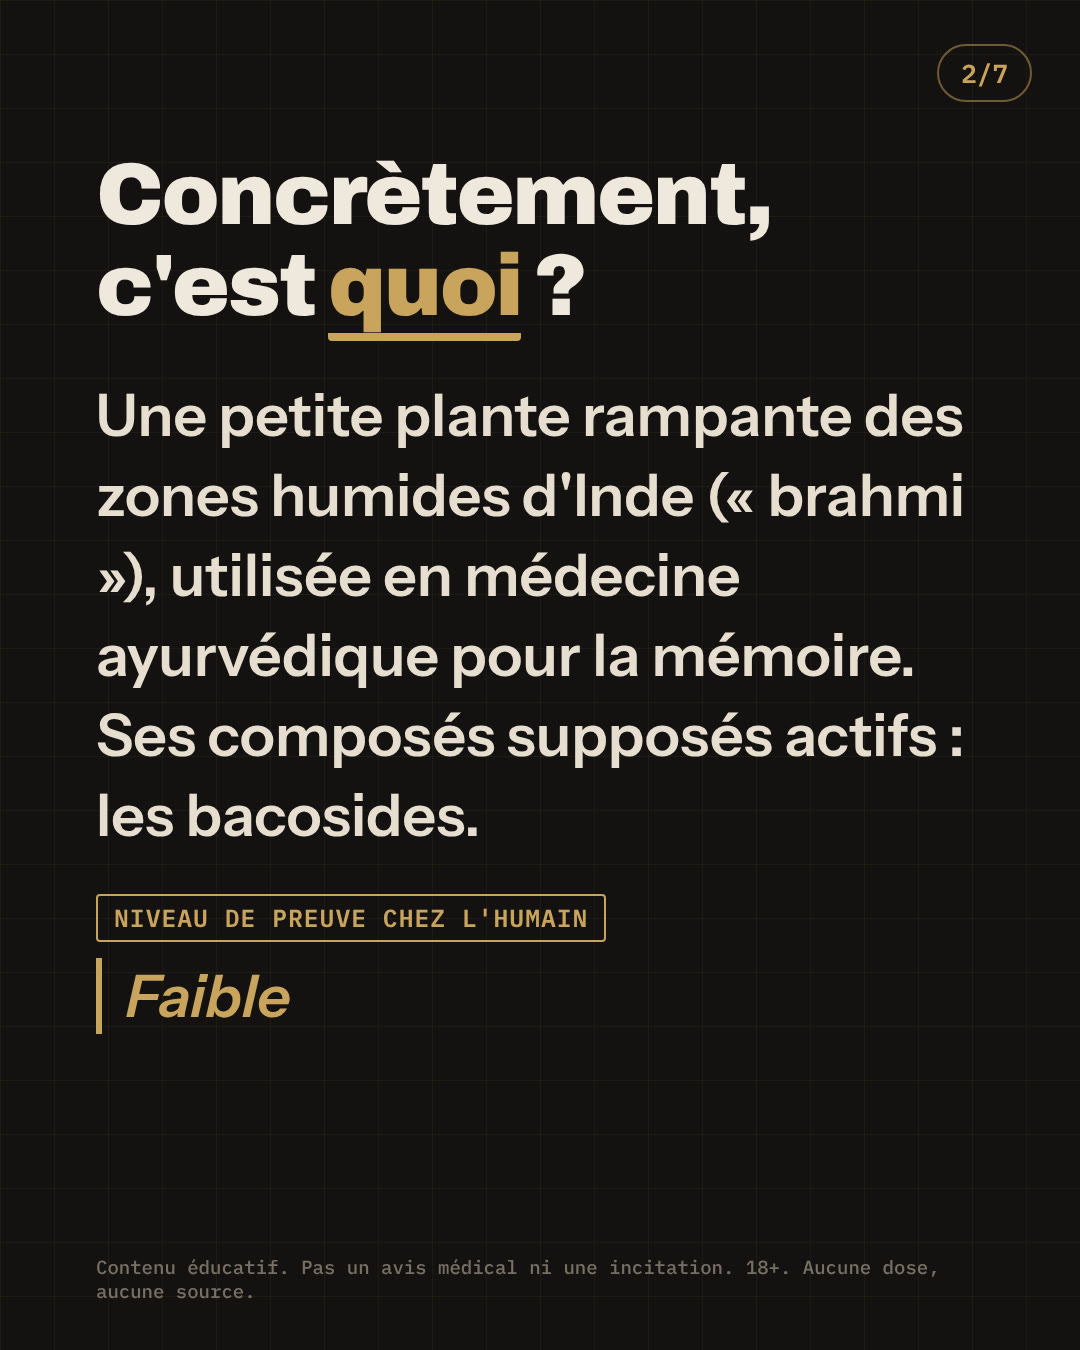 2/7
Concrètement,
c'est quoi ?
Une petite plante rampante des
zones humides d'Inde (« brahmi
»), utilisée en médecine
ayurvédique pour la mémoire.
Ses composés supposés actifs :
les bacosides.
NIVEAU DE PREUVE CHEZ L'HUMAIN
Faible
Contenu éducatif. Pas un avis médical ni une incitation. 18+. Aucune dose,
aucune source.